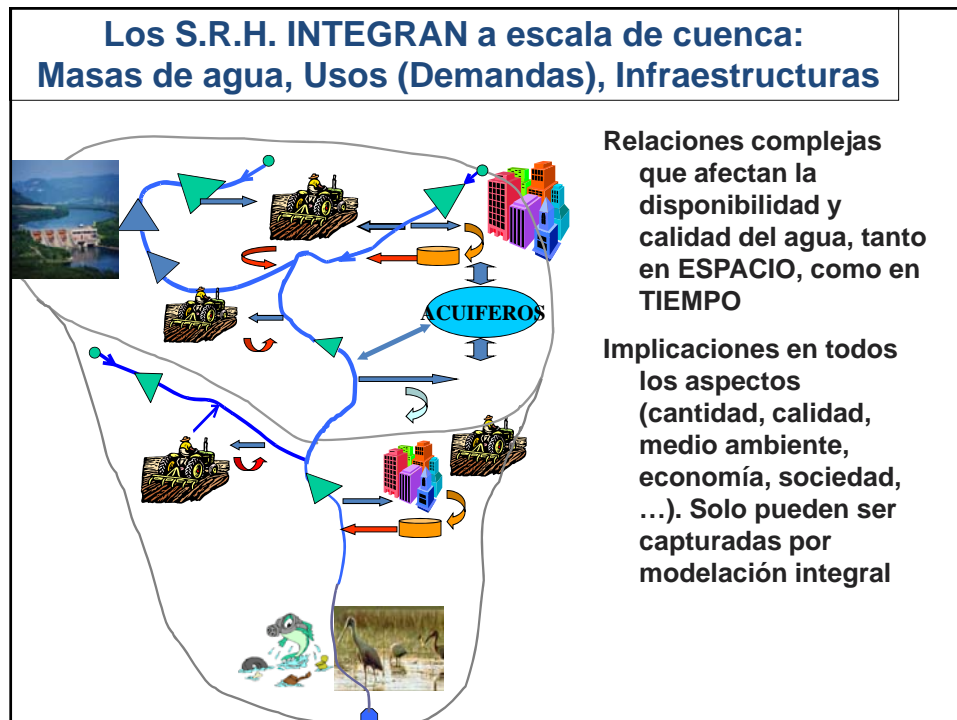 Los S.R.H. INTEGRAN a escala de cuenca:
Masas de agua, Usos (Demandas), Infraestructuras
Relaciones complejas
que afectan la
disponibilidad y
calidad del agua, tanto
en ESPACIO, como en
TIEMPO
Implicaciones en todos
los aspectos
(cantidad, calidad,
medio ambiente,
economía, sociedad,
…). Solo pueden ser
capturadas por
modelación integral
ACUIFEROS